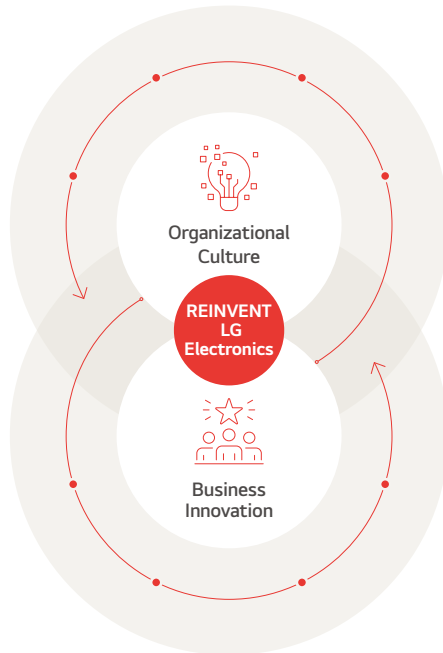 Organizational
Culture
REINVENT
LG
Electronics
Business
Innovation